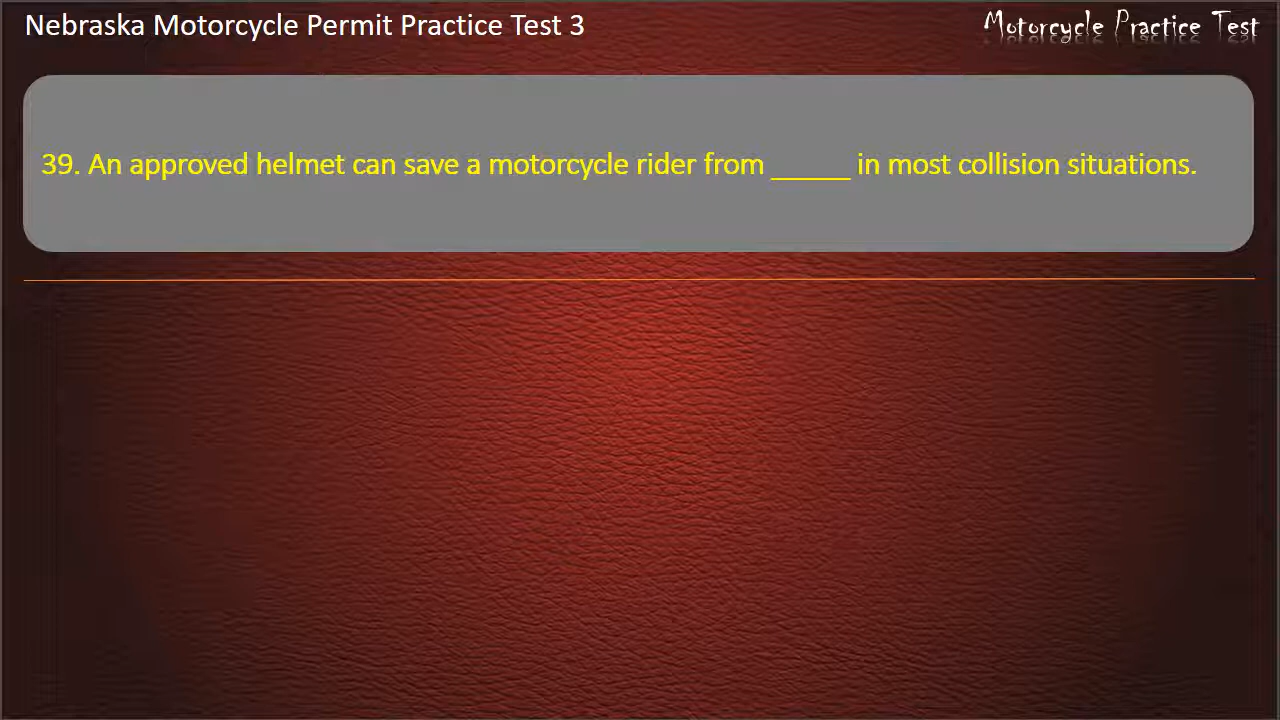 Nebraska Motorcycle Permit Practice Test 3
Motorcycle Practice Test
39. An approved helmet can save a motorcycle rider from _____ in most collision situations.